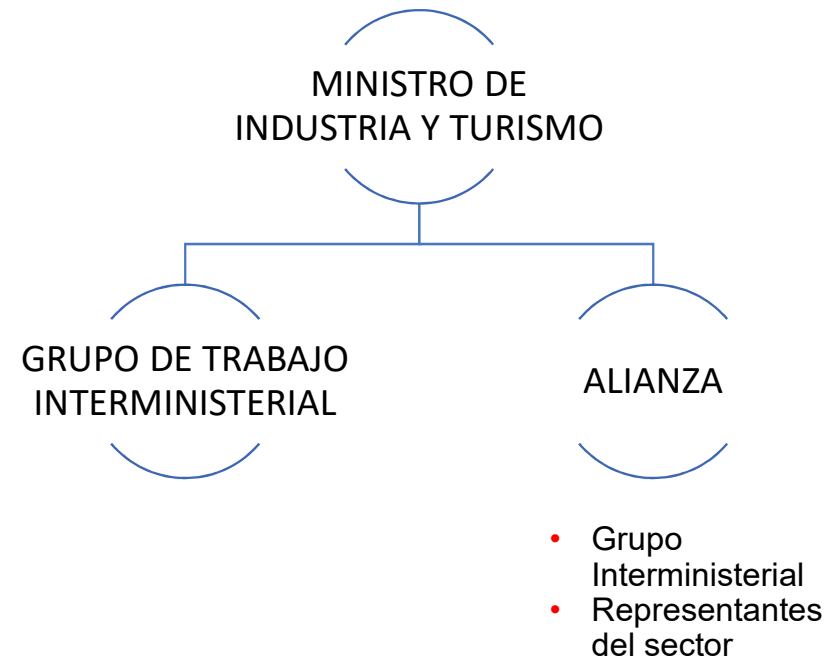 MINISTRO DE
INDUSTRIA Y TURISMO
GRUPO DE TRABAJO
INTERMINISTERIAL
ALIANZA
• Grupo
Interministerial
• Representantes
del sector